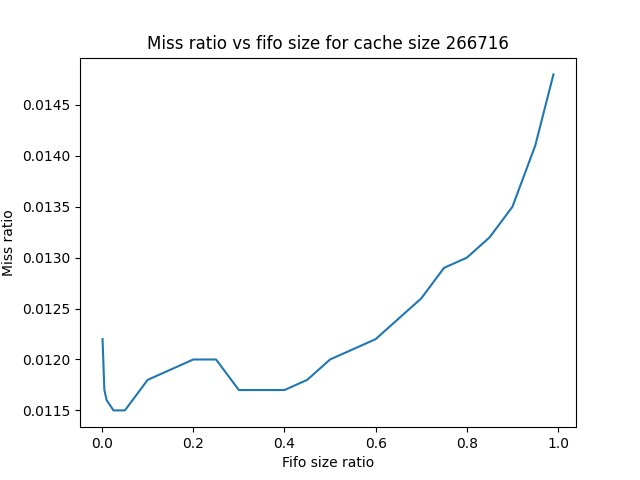 Miss ratio vs fifo size for cache size 266716
Miss ratio
0.0145
0.0140
0.0135
0.0130
0.0125
0.0120
0.0115
0.0 0.2 0.4 0.6 0.8 1.0
Fifo size ratio